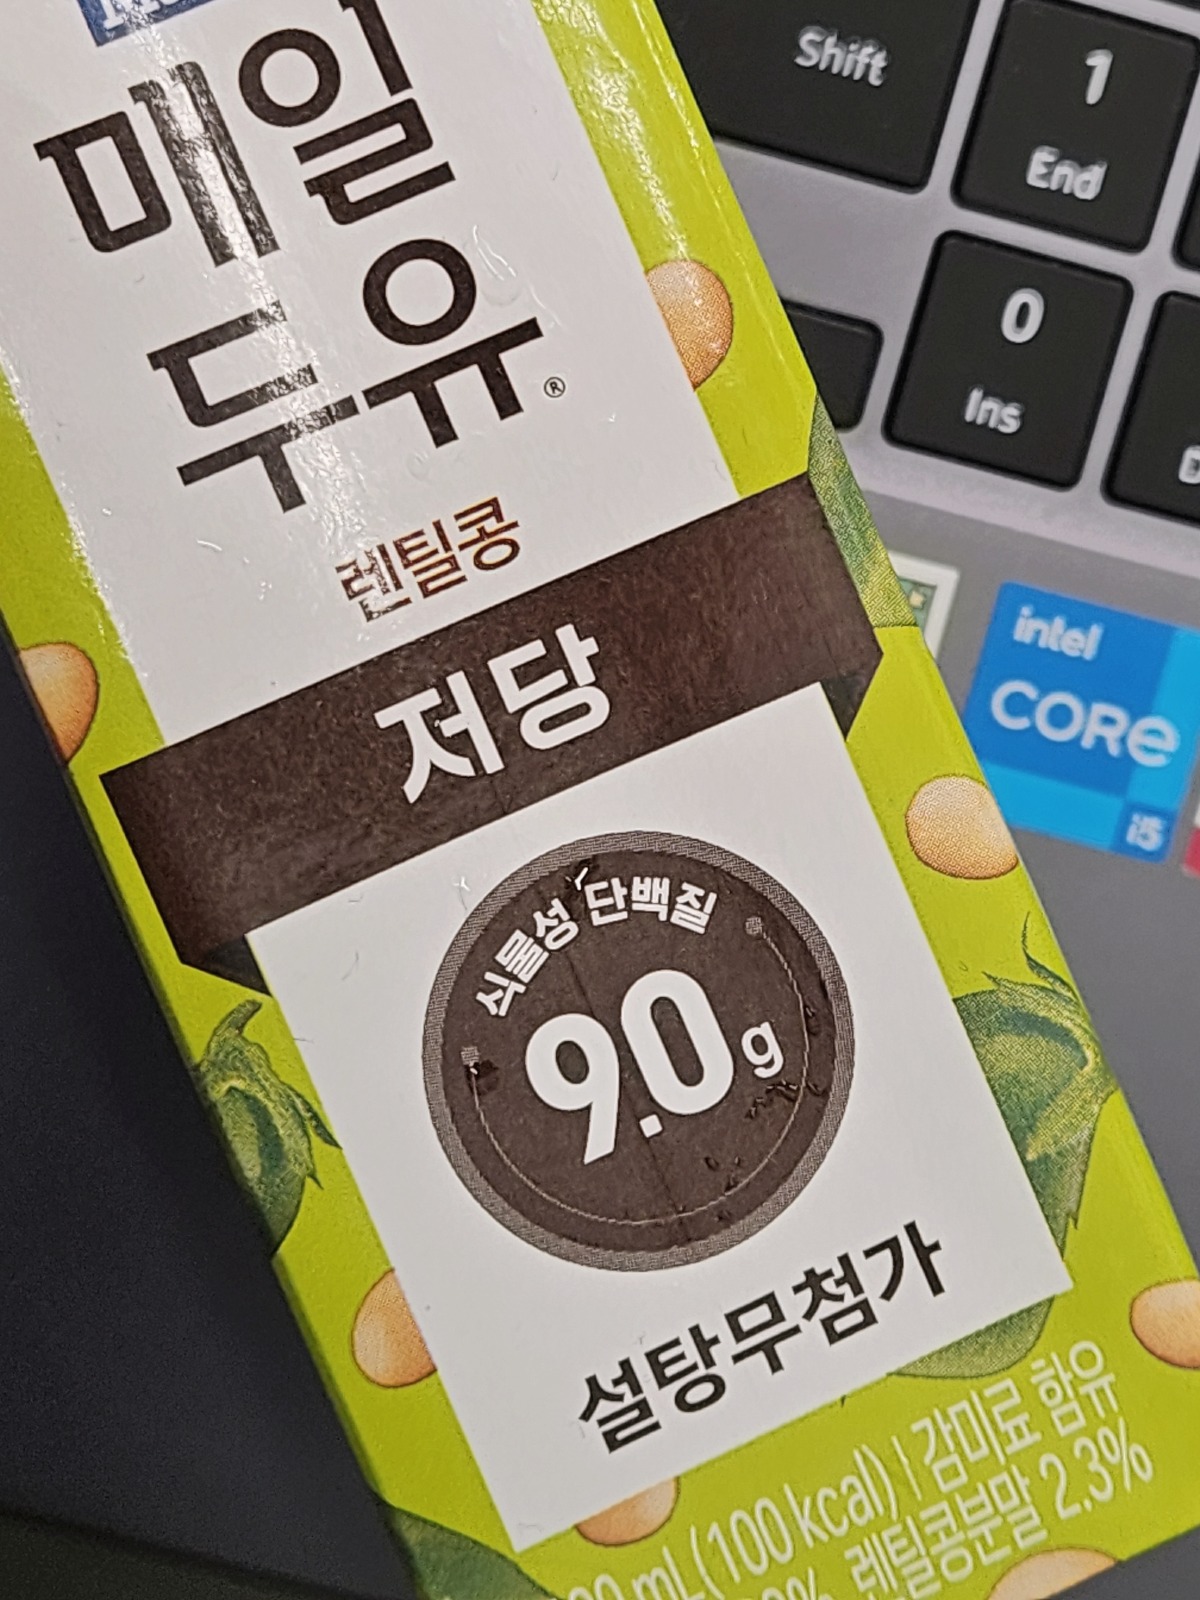 매일
두유®
렌틸콩
저당
식물성 단백질
9.0g
설탕무첨가
mL(100kcal) | 감미료 함유
렌틸콩분말 2.3%
Shift
1
End
0
Ins
intel
CORe
i5